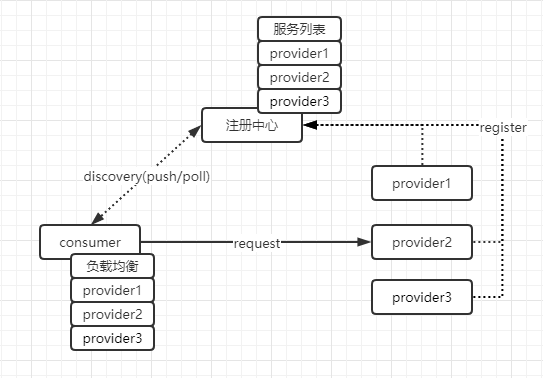 服务列表
provider1
provider2
provider3
注册中心
register
discovery(push/poll)
provider1
consumer
request
provider2
负载均衡
provider1
provider2
provider3
provider3